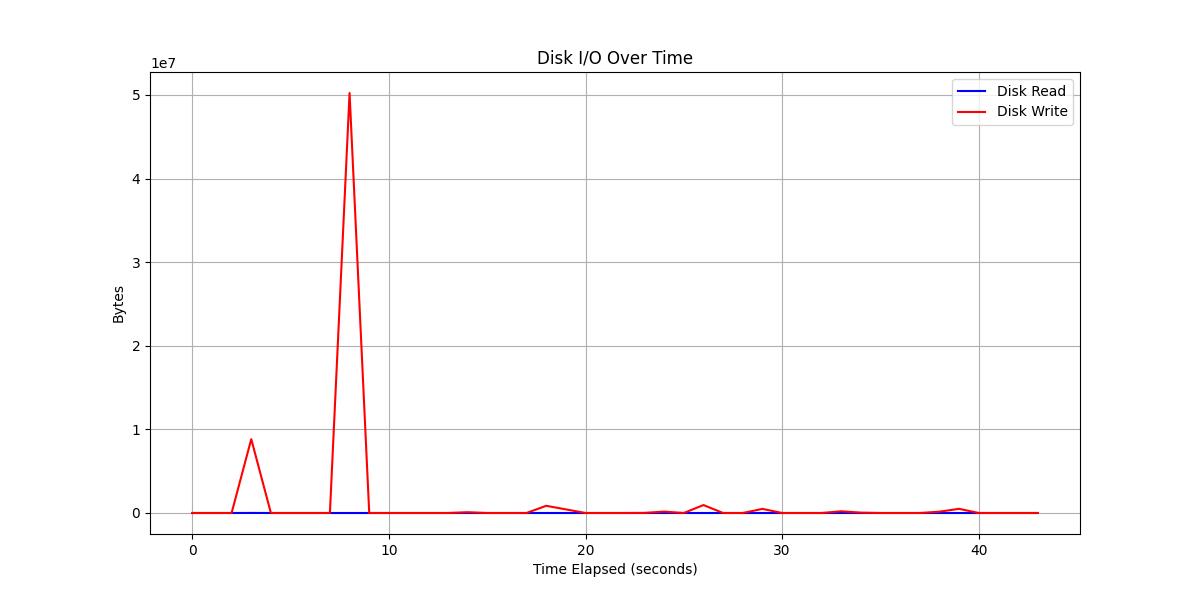 Disk I/O Over Time
1e7
Disk Read
Disk Write
5
4
3
2
1
0
Bytes
0 10 20 30 40
Time Elapsed (seconds)